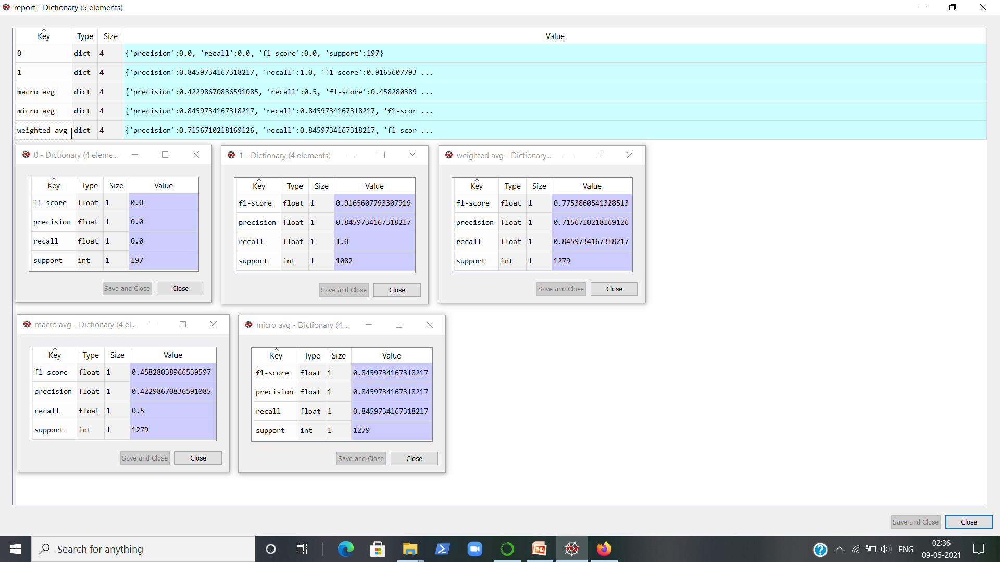 report - Dictionary (5 elements)
Key Type Size Value
0 dict 4 {'precision':0.0, 'recall':0.0, 'f1-score':0.0, 'support':197}
1 dict 4 {'precision':0.8459734167318217, 'recall':1.0, 'f1-score':0.9165607793 ...
macro avg dict 4 {'precision':0.42298670836591085, 'recall':0.5, 'f1-score':0.458280389 ...
micro avg dict 4 {'precision':0.8459734167318217, 'recall':0.8459734167318217, 'f1-scor ...
weighted avg dict 4 {'precision':0.7156710218169126, 'recall':0.8459734167318217, 'f1-scor ...
0 - Dictionary (4 eleme...
Key Type Size Value
f1-score float 1 0.0
precision float 1 0.0
recall float 1 0.0
support int 1 197
Save and Close Close
1 - Dictionary (4 elements)
Key Type Size Value
f1-score float 1 0.9165607793307919
precision float 1 0.8459734167318217
recall float 1 1.0
support int 1 1082
Save and Close Close
weighted avg - Dictionary...
Key Type Size Value
f1-score float 1 0.7753860541328513
precision float 1 0.7156710218169126
recall float 1 0.8459734167318217
support int 1 1279
Save and Close Close
macro avg - Dictionary (4 el...
Key Type Size Value
f1-score float 1 0.45828038966539597
precision float 1 0.42298670836591085
recall float 1 0.5
support int 1 1279
Save and Close Close
micro avg - Dictionary (4 ...
Key Type Size Value
f1-score float 1 0.8459734167318217
precision float 1 0.8459734167318217
recall float 1 0.8459734167318217
support int 1 1279
Save and Close Close
Save and Close Close
Search for anything
ENG
02:36
09-05-2021